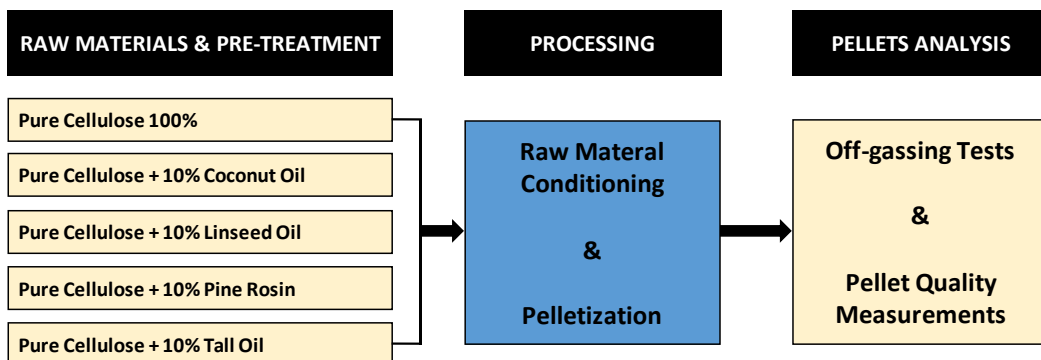 RAW MATERIALS & PRE-TREATMENT
Pure Cellulose 100%
Pure Cellulose + 10% Coconut Oil
Pure Cellulose + 10% Linseed Oil
Pure Cellulose + 10% Pine Rosin
Pure Cellulose + 10% Tall Oil
PROCESSING
Raw Materal
Conditioning
&
Pelletization
PELLETS ANALYSIS
Off-gassing Tests
&
Pellet Quality
Measurements